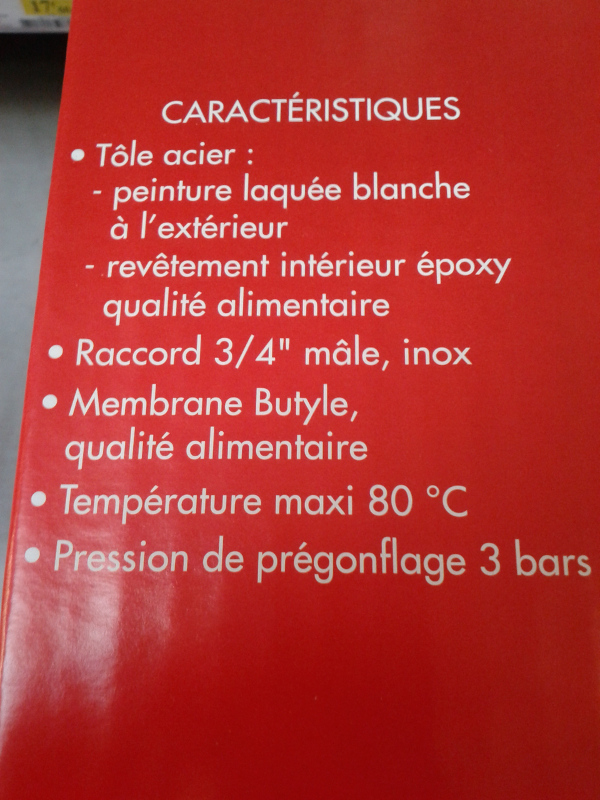 CARACTÉRISTIQUES
• Tôle acier :
- peinture laquée blanche
à l'extérieur
- revêtement intérieur époxy
qualité alimentaire
• Raccord 3/4" mâle, inox
• Membrane Butyle,
qualité alimentaire
• Température maxi 80 °C
• Pression de prégonflage 3 bars